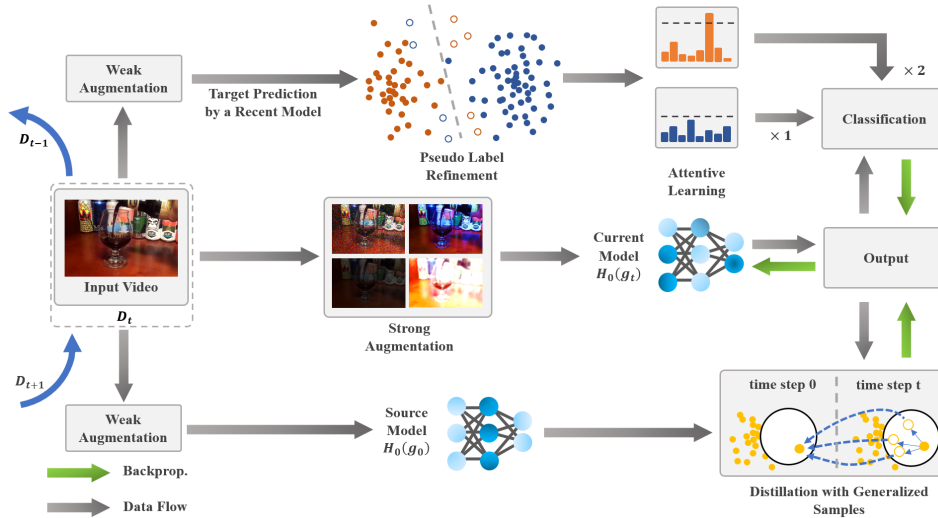 Weak
Augmentation
Target Prediction
by a Recent Model
Pseudo Label
Refinement
× 2
× 1
Attentive
Learning
Classification
D_{t-1}
Input Video
D_t
Strong
Augmentation
Current
Model
H_0(g_t)
Output
D_{t+1}
Weak
Augmentation
Source
Model
H_0(g_0)
time step 0
time step t
Distillation with Generalized
Samples
Backprop.
Data Flow